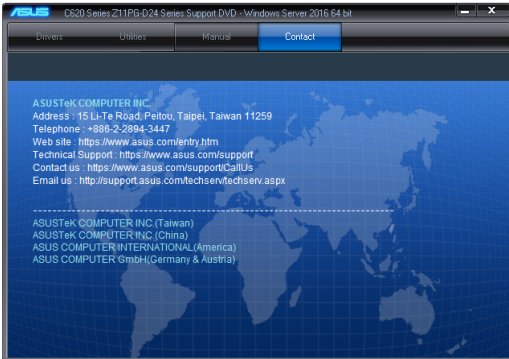 ASUS C620 Series Z11PG-D24 Series Support DVD - Windows Server 2016 64 bit
Drivers Utilities Manual Contact
ASUSTeK COMPUTER INC.
Address : 15 Li-Te Road, Peitou, Taipei, Taiwan 11259
Telephone : +886-2-2894-3447
Web site : https://www.asus.com/entry.htm
Technical Support : https://www.asus.com/support
Contact us : https://www.asus.com/support/CallUs
Email us : http://support.asus.com/techserv/techserv.aspx
ASUSTeK COMPUTER INC.(Taiwan)
ASUSTeK COMPUTER INC.(China)
ASUS COMPUTER INTERNATIONAL(America)
ASUS COMPUTER GmbH(Germany & Austria)